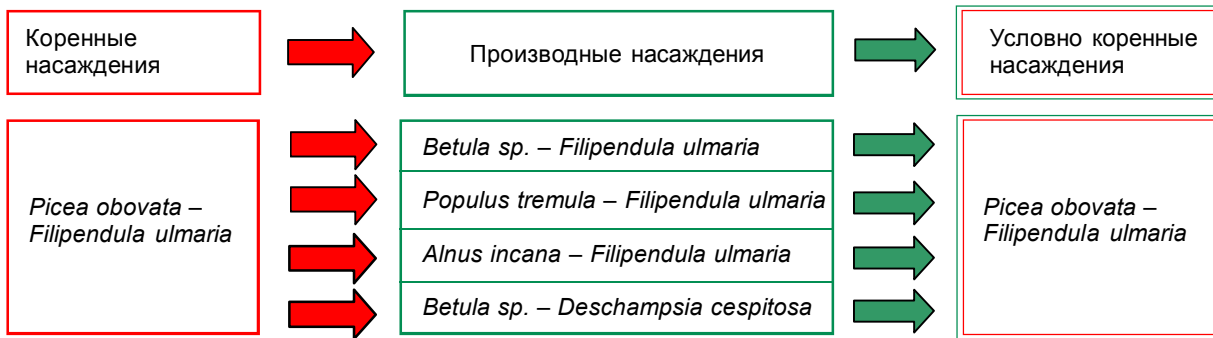 Коренные
насаждения
Производные насаждения
Условно коренные
насаждения
Picea obovata –
Filipendula ulmaria
Betula sp. – Filipendula ulmaria
Populus tremula – Filipendula ulmaria
Alnus incana – Filipendula ulmaria
Betula sp. – Deschampsia cespitosa
Picea obovata –
Filipendula ulmaria